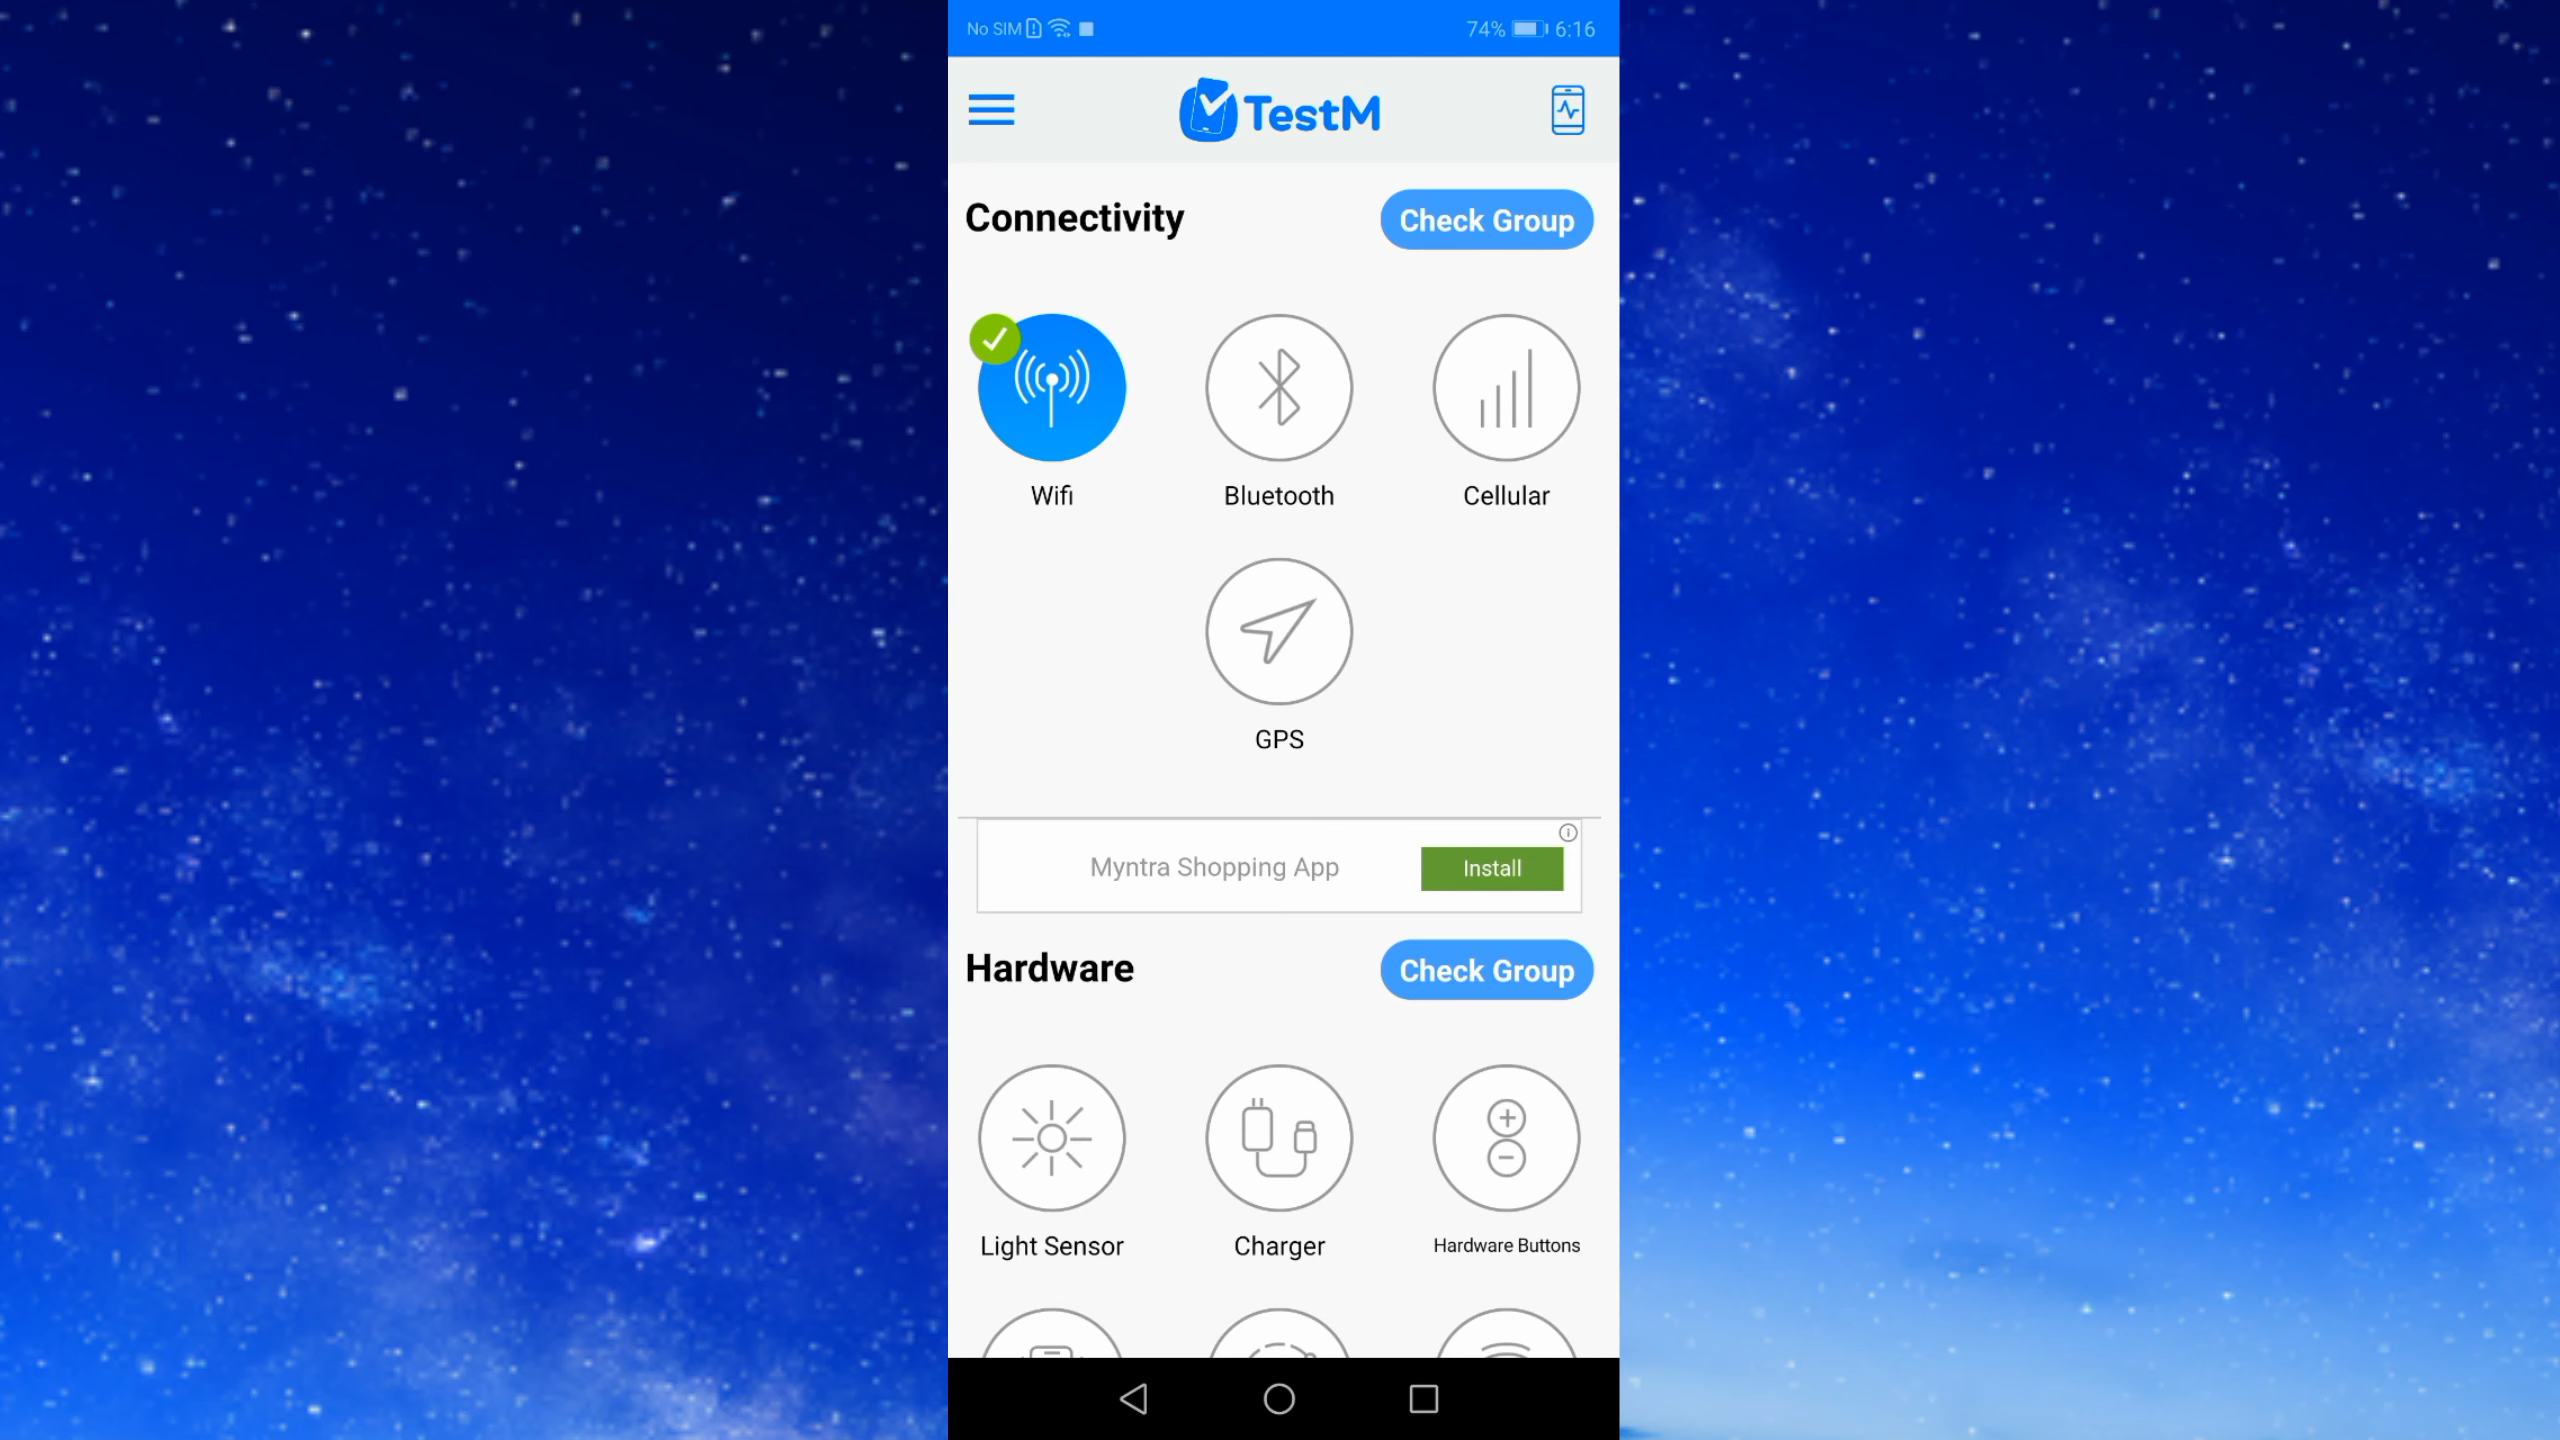 No SIM 74% 6:16
TestM
Connectivity Check Group
Wifi Bluetooth Cellular
GPS
Myntra Shopping App Install
Hardware Check Group
Light Sensor Charger Hardware Buttons